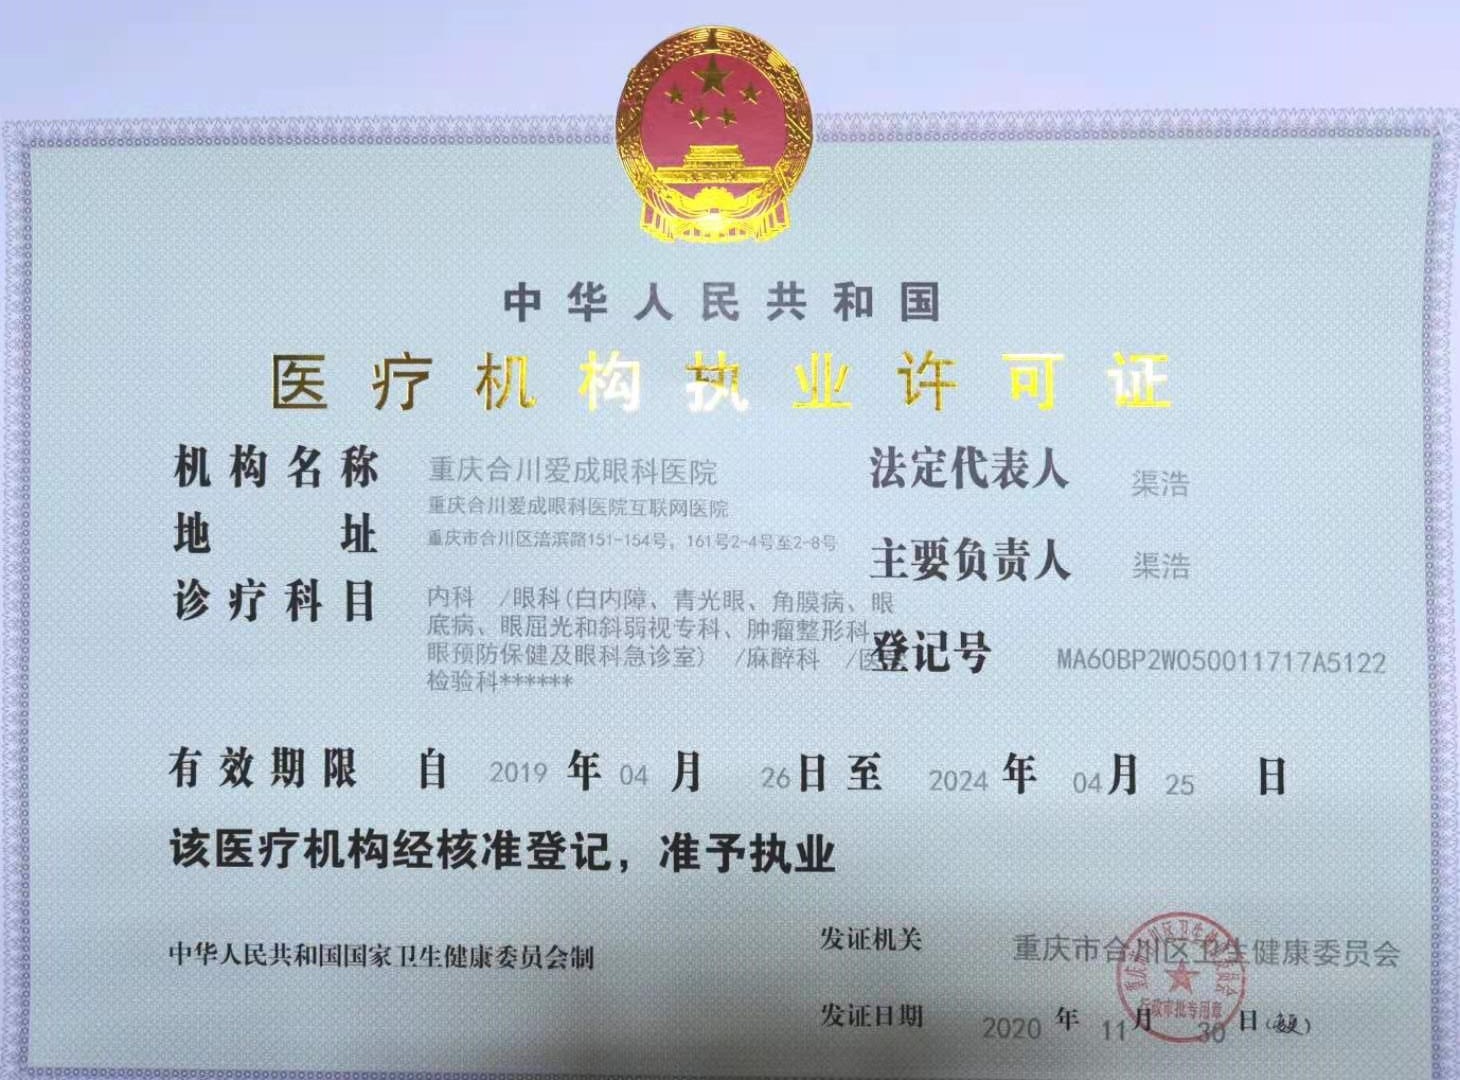 中华人民共和国
医疗机构执业许可证
机构名称 重庆合川爱成眼科医院
重庆合川爱成眼科医院互联网医院
地址 重庆市合川区涪滨路151-154号，161号2-4号至2-8号
诊疗科目 内科 /眼科(白内障、青光眼、角膜病、眼
底病、眼屈光和斜弱视专科、肿瘤整形科、
眼预防保健及眼科急诊室) /麻醉科 /医
检验科******
法定代表人 渠浩
主要负责人 渠浩
登记号 MA60BP2W050011717A5122
有效期限 自 2019 年 04 月 26 日 至 2024 年 04 月 25 日
该医疗机构经核准登记，准予执业
中华人民共和国国家卫生健康委员会制
发证机关 重庆市合川区卫生健康委员会
发证日期 2020 年 11 月 30 日
行政审批专用章